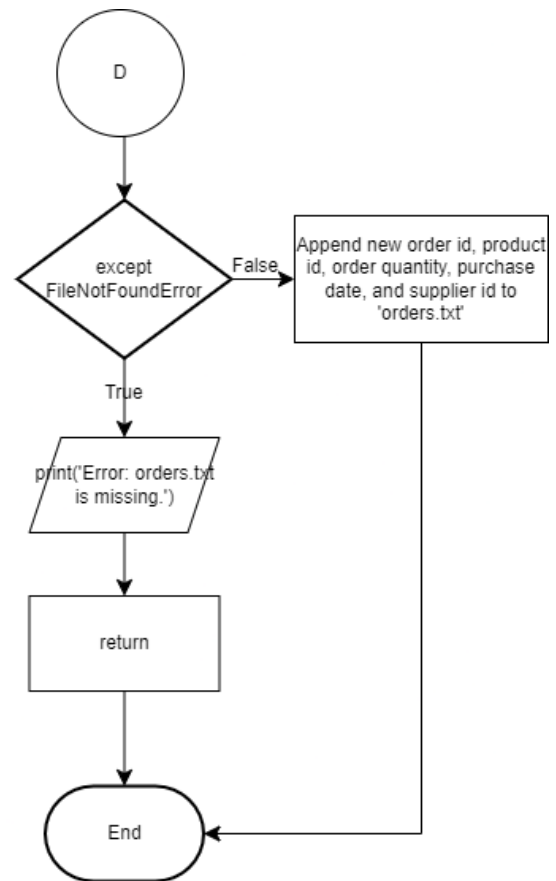 D
except
FileNotFoundError
False
Append new order id, product
id, order quantity, purchase
date, and supplier id to
'orders.txt'
True
print('Error: orders.txt
is missing.')
return
End